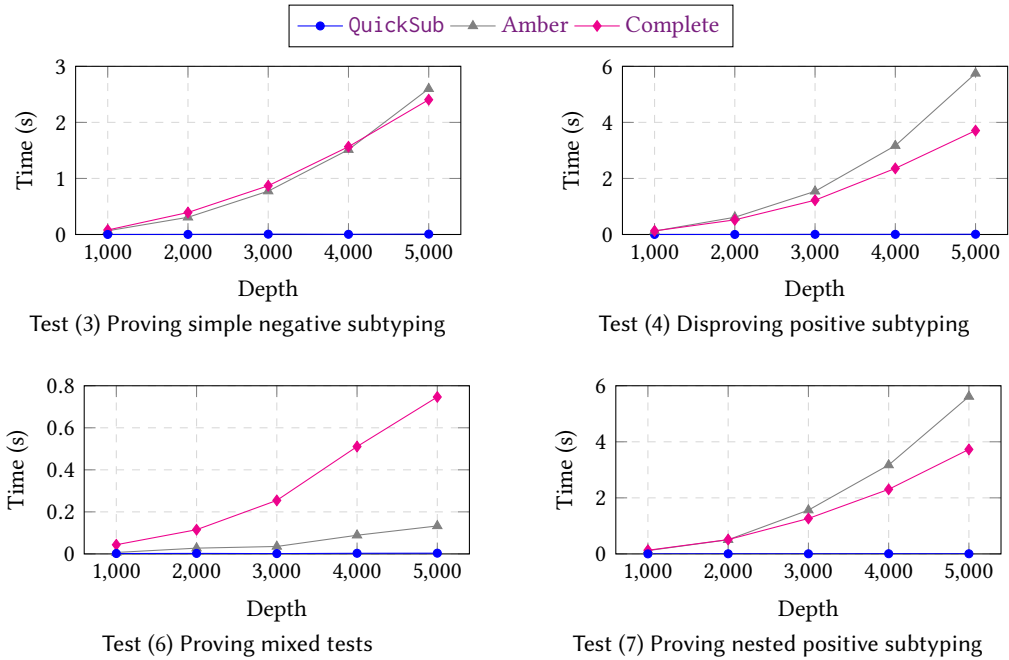 QuickSub Amber Complete
3
2
1
0
Time (s)
1,000 2,000 3,000 4,000 5,000
Depth
Test (3) Proving simple negative subtyping
6
4
2
0
Time (s)
1,000 2,000 3,000 4,000 5,000
Depth
Test (4) Disproving positive subtyping
0.8
0.6
0.4
0.2
0
Time (s)
1,000 2,000 3,000 4,000 5,000
Depth
Test (6) Proving mixed tests
6
4
2
0
Time (s)
1,000 2,000 3,000 4,000 5,000
Depth
Test (7) Proving nested positive subtyping